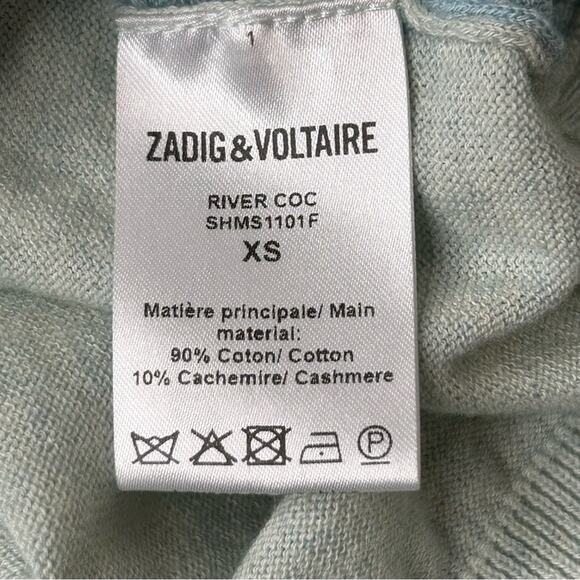 1
ZADIG&VOLTAIRE
RIVER COC
SHMS1101F
XS
Matière principale/ Main
material:
90% Coton/ Cotton
10% Cachemire/ Cashmere
P